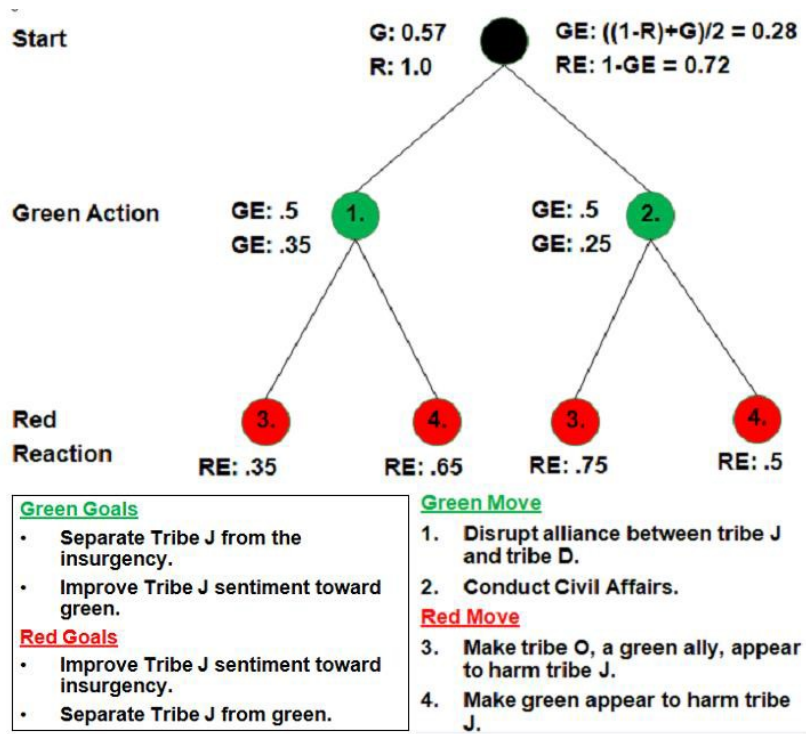 Start
G: 0.57
R: 1.0
GE: ((1-R)+G)/2 = 0.28
RE: 1-GE = 0.72
Green Action
GE: .5
GE: .35
1.
GE: .5
GE: .25
2.
Red
Reaction
3.
4.
3.
4.
RE: .35
RE: .65
RE: .75
RE: .5
Green Goals
• Separate Tribe J from the
insurgency.
• Improve Tribe J sentiment toward
green.
Red Goals
• Improve Tribe J sentiment toward
insurgency.
• Separate Tribe J from green.
Green Move
1. Disrupt alliance between tribe J
and tribe D.
2. Conduct Civil Affairs.
Red Move
3. Make tribe O, a green ally, appear
to harm tribe J.
4. Make green appear to harm tribe
J.